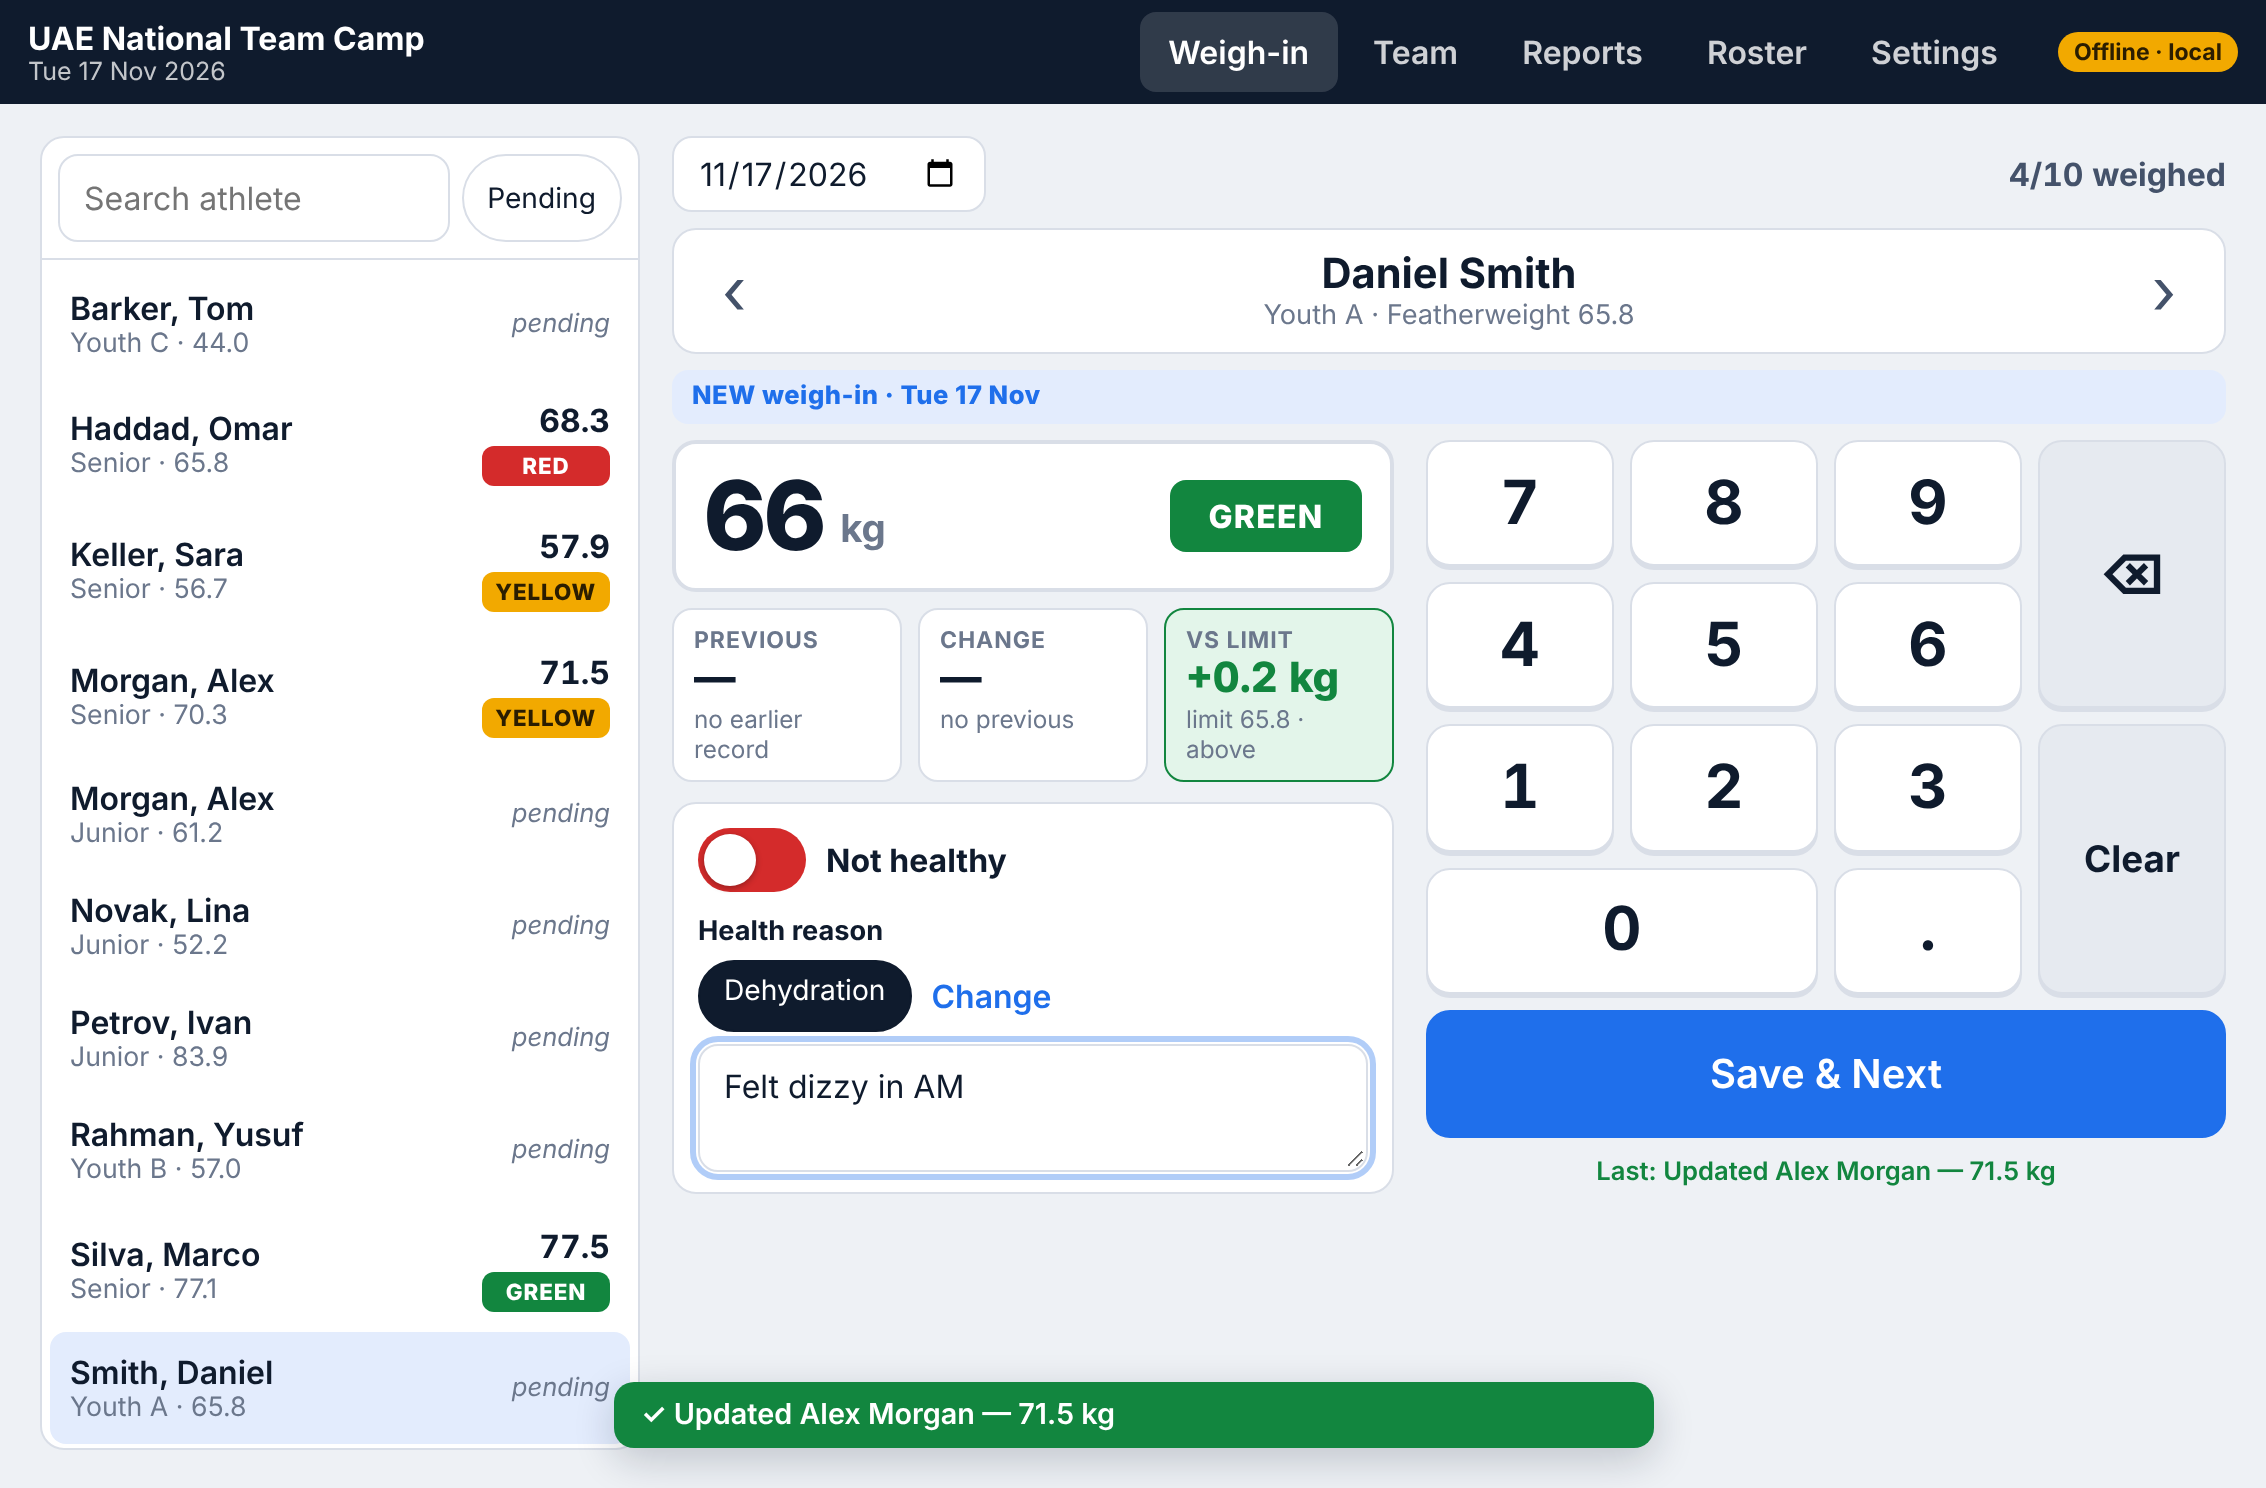 UAE National Team Camp
Tue 17 Nov 2026
Weigh-in
Team
Reports
Roster
Settings
Offline · local
Search athlete
Pending
Barker, Tom
Youth C · 44.0
pending
Haddad, Omar
Senior · 65.8
68.3
RED
Keller, Sara
Senior · 56.7
57.9
YELLOW
Morgan, Alex
Senior · 70.3
71.5
YELLOW
Morgan, Alex
Junior · 61.2
pending
Novak, Lina
Junior · 52.2
pending
Petrov, Ivan
Junior · 83.9
pending
Rahman, Yusuf
Youth B · 57.0
pending
Silva, Marco
Senior · 77.1
77.5
GREEN
Smith, Daniel
Youth A · 65.8
pending
11/17/2026
4/10 weighed
Daniel Smith
Youth A · Featherweight 65.8
NEW weigh-in · Tue 17 Nov
66 kg
GREEN
PREVIOUS
—
no earlier
record
CHANGE
—
no previous
VS LIMIT
+0.2 kg
limit 65.8 ·
above
Not healthy
Health reason
Dehydration
Change
Felt dizzy in AM
7
8
9
4
5
6
1
2
3
Clear
0
.
Save & Next
Last: Updated Alex Morgan — 71.5 kg
✓ Updated Alex Morgan — 71.5 kg